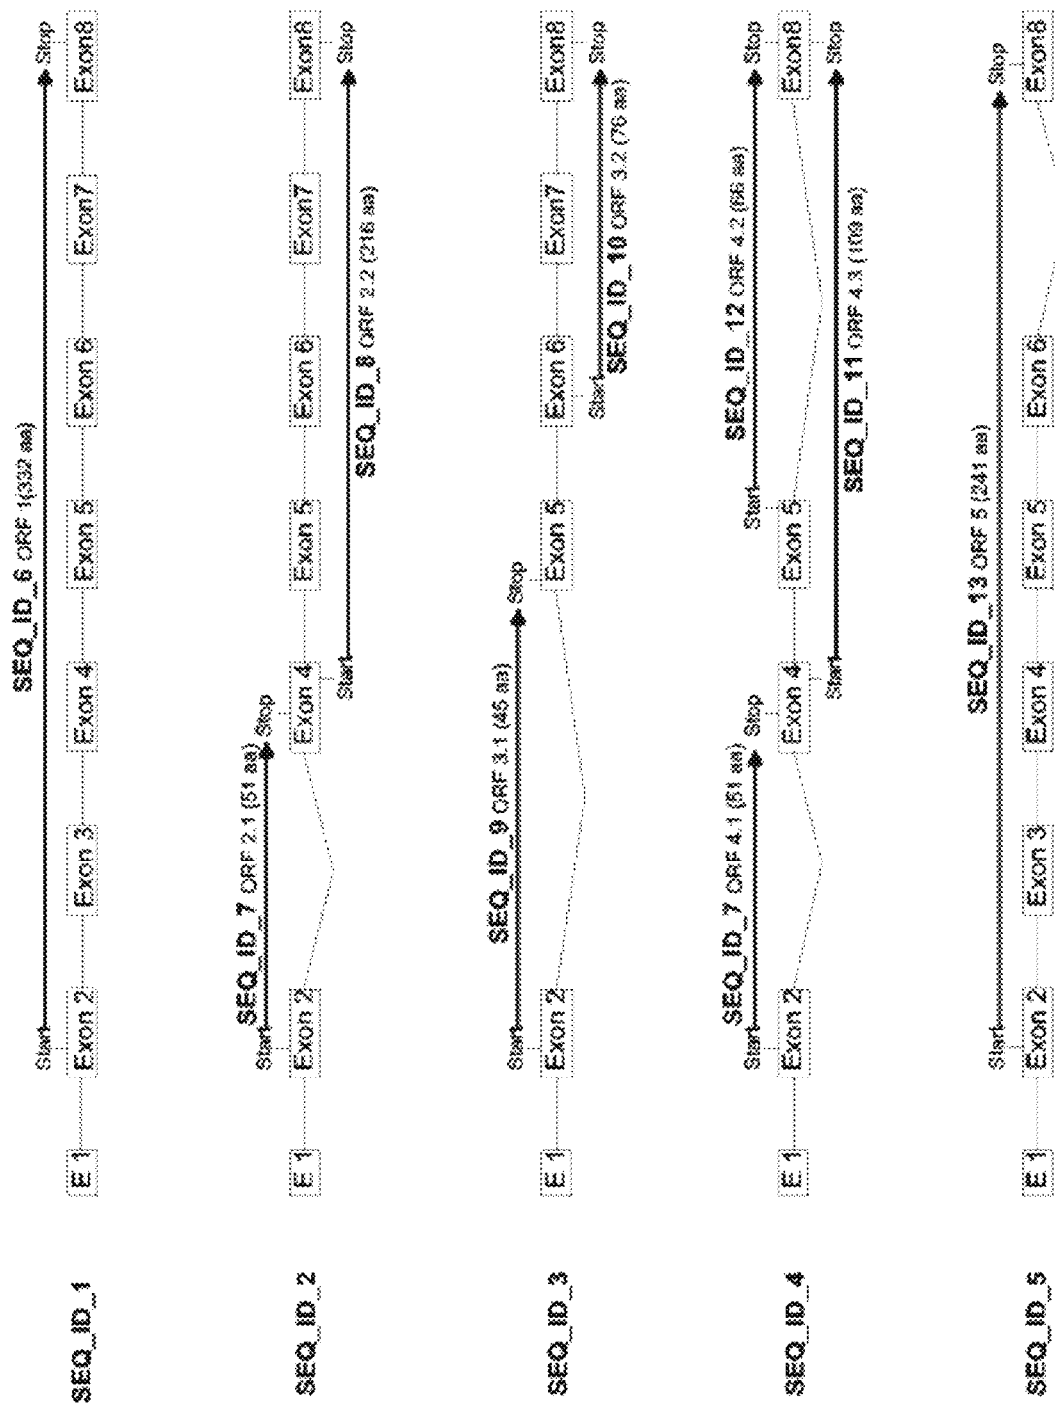 SEQ_ID_6 ORF 1(332 aa)
Start Stop
SEQ_ID_1 E 1 Exon 2 Exon 3 Exon 4 Exon 5 Exon 6 Exon7 Exon8
SEQ_ID_7 ORF 2.1 (51 aa)
Start Stop
SEQ_ID_2 E 1 Exon 2 Exon 4 Exon 5 Exon 6 Exon7 Exon8
Start Stop
SEQ_ID_8 ORF 2.2 (216 aa)
SEQ_ID_9 ORF 3.1 (45 aa)
Start Stop
SEQ_ID_3 E 1 Exon 2 Exon 5 Exon 6 Exon7 Exon8
Start Stop
SEQ_ID_10 ORF 3.2 (76 aa)
SEQ_ID_7 ORF 4.1 (51 aa) SEQ_ID_12 ORF 4.2 (66 aa)
Start Stop Start Stop
SEQ_ID_4 E 1 Exon 2 Exon 4 Exon 5 Exon8
Start Stop
SEQ_ID_11 ORF 4.3 (109 aa)
SEQ_ID_13 ORF 5 (241 aa)
Start Stop
SEQ_ID_5 E 1 Exon 2 Exon 3 Exon 4 Exon 5 Exon 6 Exon8